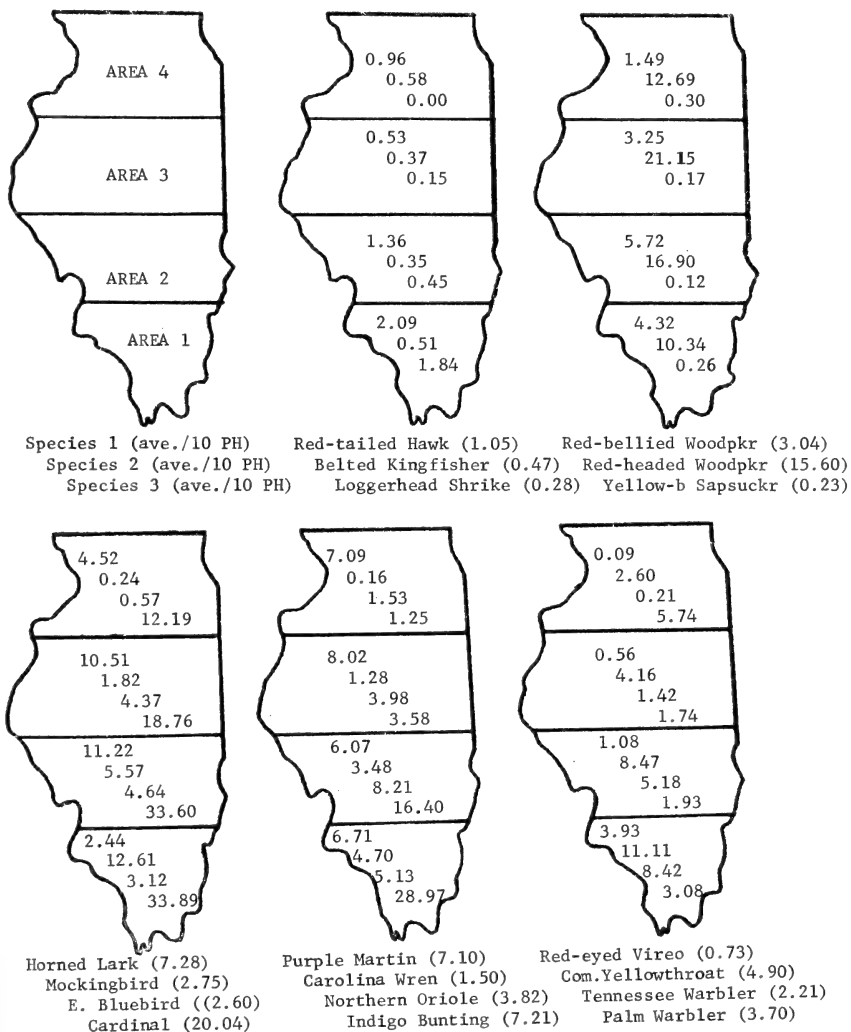 AREA 4
AREA 3
AREA 2
AREA 1
Species 1 (ave./10 PH)
Species 2 (ave./10 PH)
Species 3 (ave./10 PH)
0.96
0.58
0.00
0.53
0.37
0.15
1.36
0.35
0.45
2.09
0.51
1.84
Red-tailed Hawk (1.05)
Belted Kingfisher (0.47)
Loggerhead Shrike (0.28)
1.49
12.69
0.30
3.25
21.15
0.17
5.72
16.90
0.12
4.32
10.34
0.26
Red-bellied Woodpkr (3.04)
Red-headed Woodpkr (15.60)
Yellow-b Sapsuckr (0.23)
4.52
0.24
0.57
12.19
10.51
1.82
4.37
18.76
11.22
5.57
4.64
33.60
2.44
12.61
3.12
33.89
Horned Lark (7.28)
Mockingbird (2.75)
E. Bluebird ((2.60)
Cardinal (20.04)
7.09
0.16
1.53
1.25
8.02
1.28
3.98
3.58
6.07
3.48
8.21
16.40
6.71
4.70
5.13
28.97
Purple Martin (7.10)
Carolina Wren (1.50)
Northern Oriole (3.82)
Indigo Bunting (7.21)
0.09
2.60
0.21
5.74
0.56
4.16
1.42
1.74
1.08
8.47
5.18
1.93
3.93
11.11
8.42
3.08
Red-eyed Vireo (0.73)
Com.Yellowthroat (4.90)
Tennessee Warbler (2.21)
Palm Warbler (3.70)